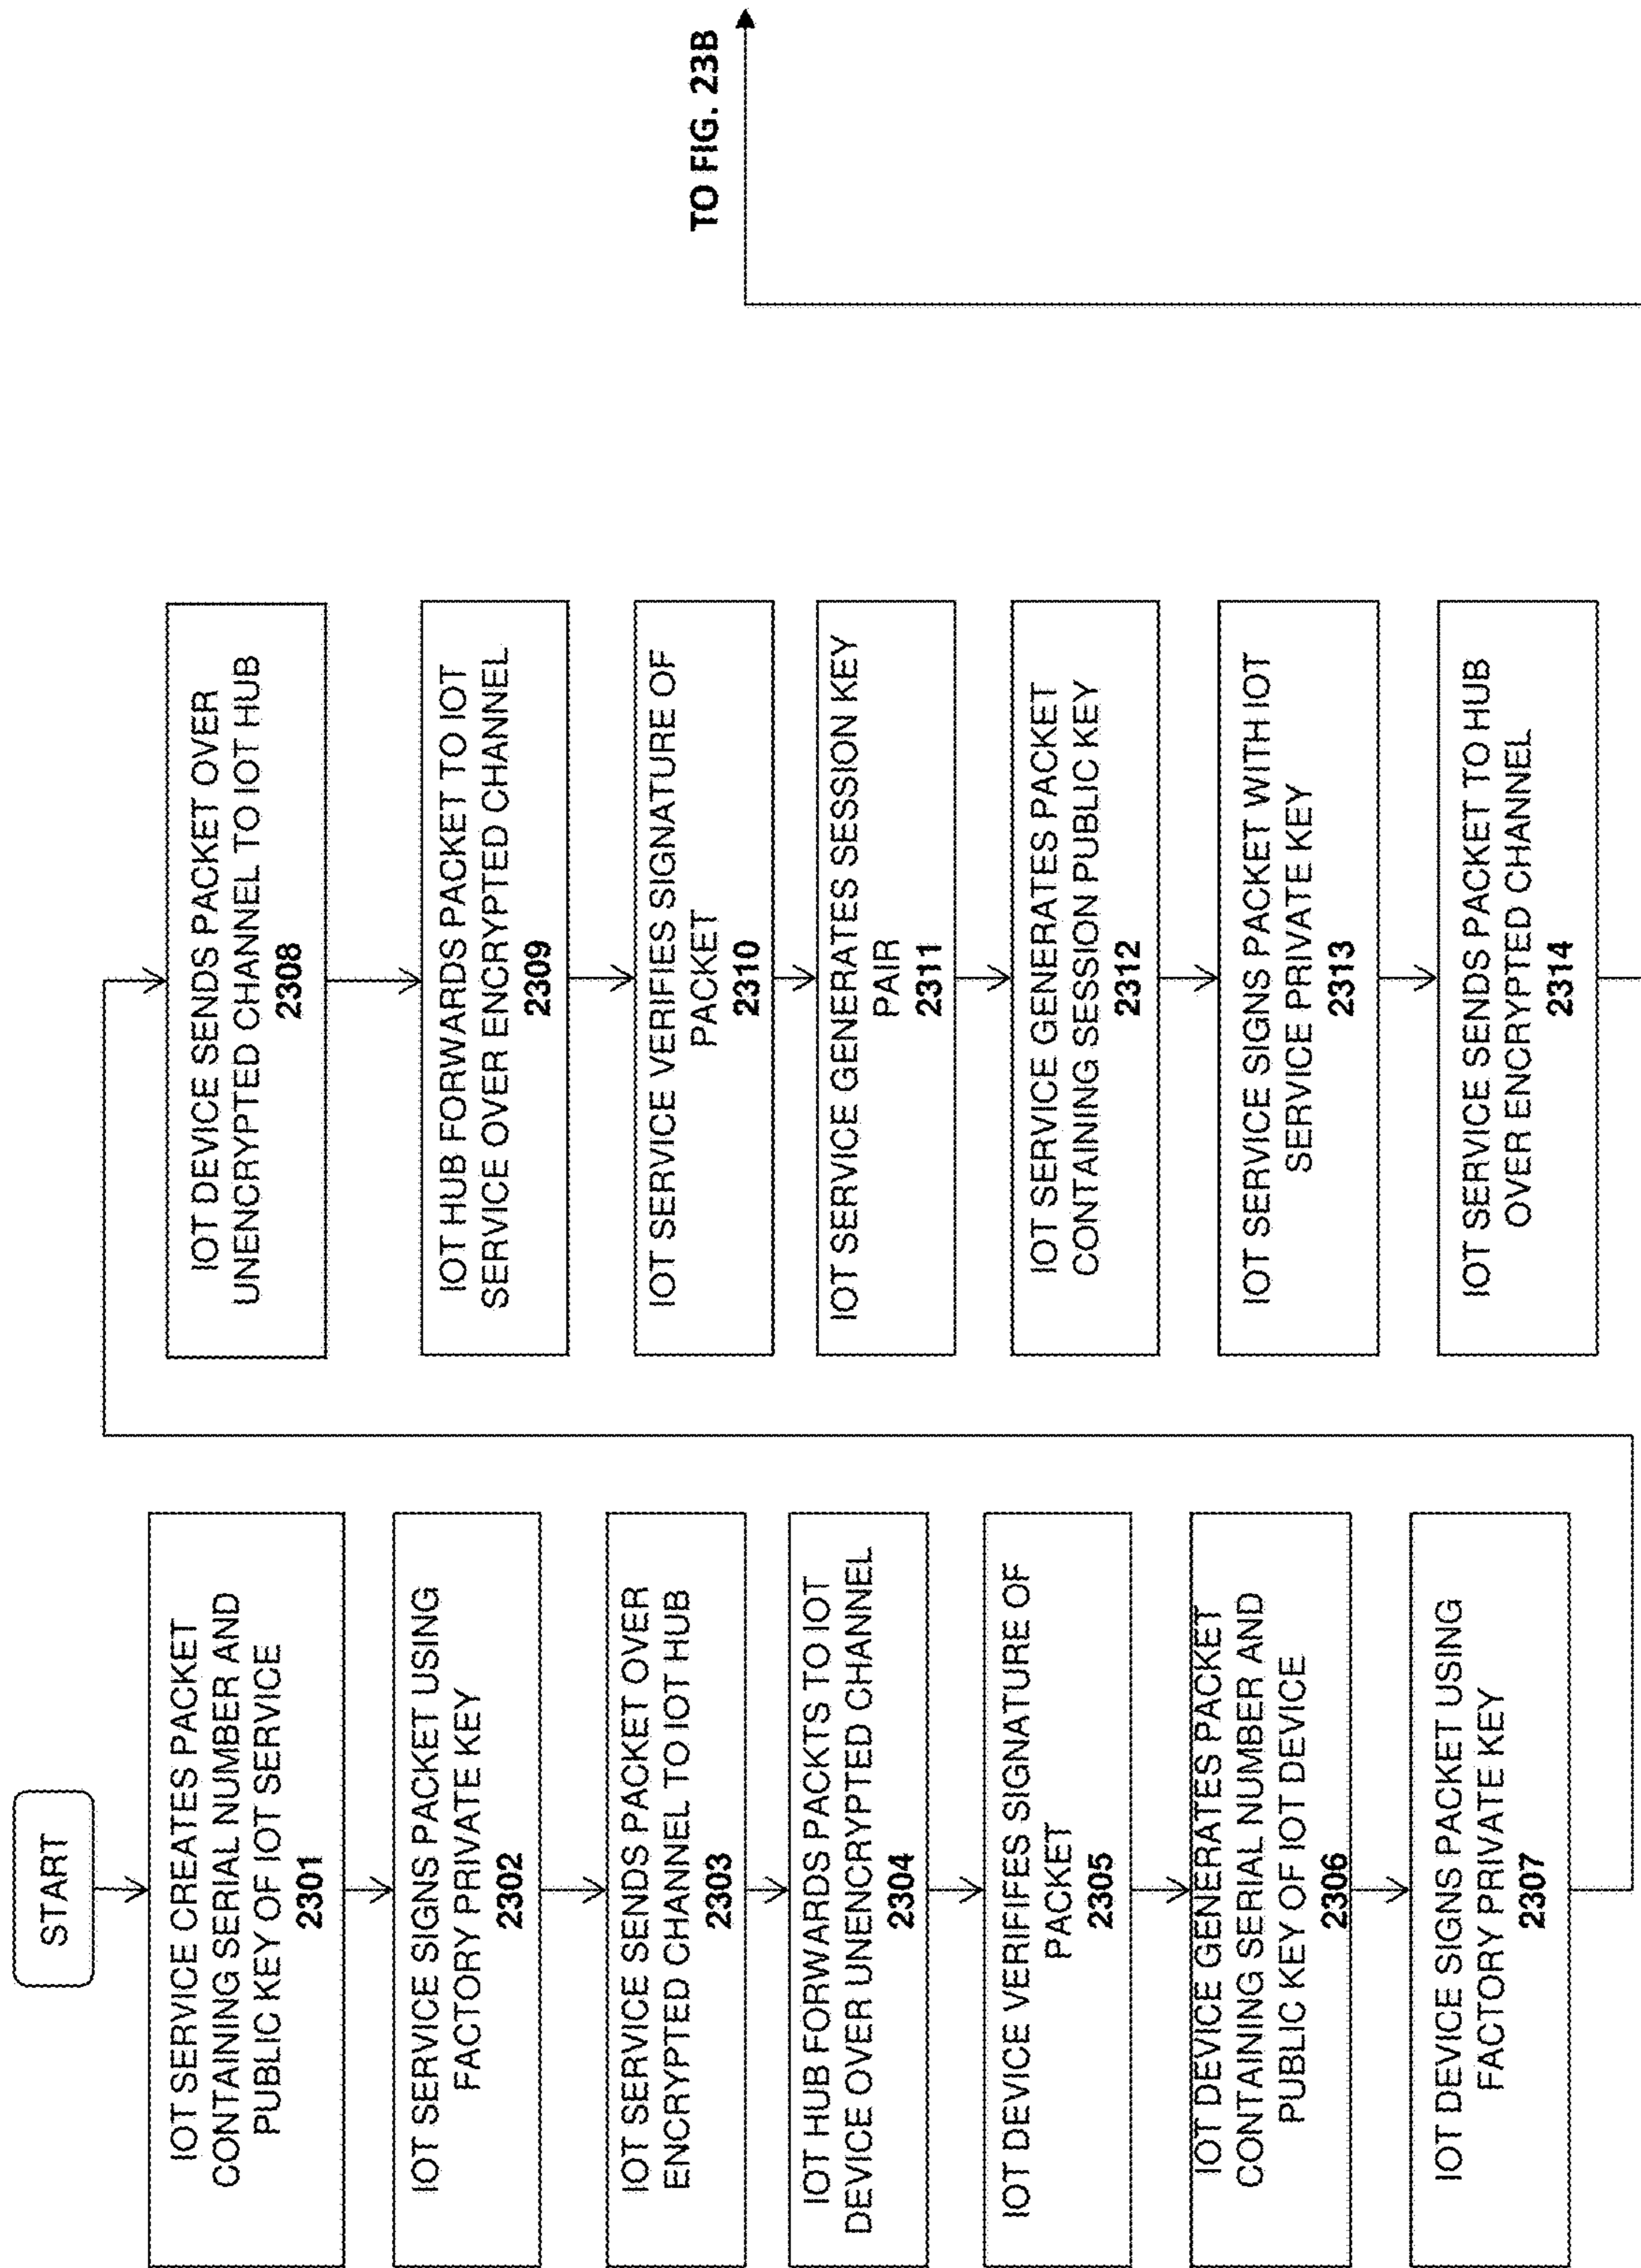 START
IOT SERVICE CREATES PACKET
CONTAINING SERIAL NUMBER AND
PUBLIC KEY OF IOT SERVICE
2301
IOT SERVICE SIGNS PACKET USING
FACTORY PRIVATE KEY
2302
IOT SERVICE SENDS PACKET OVER
ENCRYPTED CHANNEL TO IOT HUB
2303
IOT HUB FORWARDS PACKTS TO IOT
DEVICE OVER UNENCRYPTED CHANNEL
2304
IOT DEVICE VERIFIFES SIGNATURE OF
PACKET
2305
IOT DEVICE GENERATES PACKET
CONTAINING SERIAL NUMBER AND
PUBLIC KEY OF IOT DEVICE
2306
IOT DEVICE SIGNS PACKET USING
FACTORY PRIVATE KEY
2307
IOT DEVICE SENDS PACKET OVER
UNENCRYPTED CHANNEL TO IOT HUB
2308
IOT HUB FORWARDS PACKET TO IOT
SERVICE OVER ENCRYPTED CHANNEL
2309
IOT SERVICE VERIFIES SIGNATURE OF
PACKET
2310
IOT SERVICE GENERATES SESSION KEY
PAIR
2311
IOT SERVICE GENERATES PACKET
CONTAINING SESSION PUBLIC KEY
2312
IOT SERVICE SIGNS PACKET WITH IOT
SERVICE PRIVATE KEY
2313
IOT SERVICE SENDS PACKET TO HUB
OVER ENCRYPTED CHANNEL
2314
TO FIG. 23B